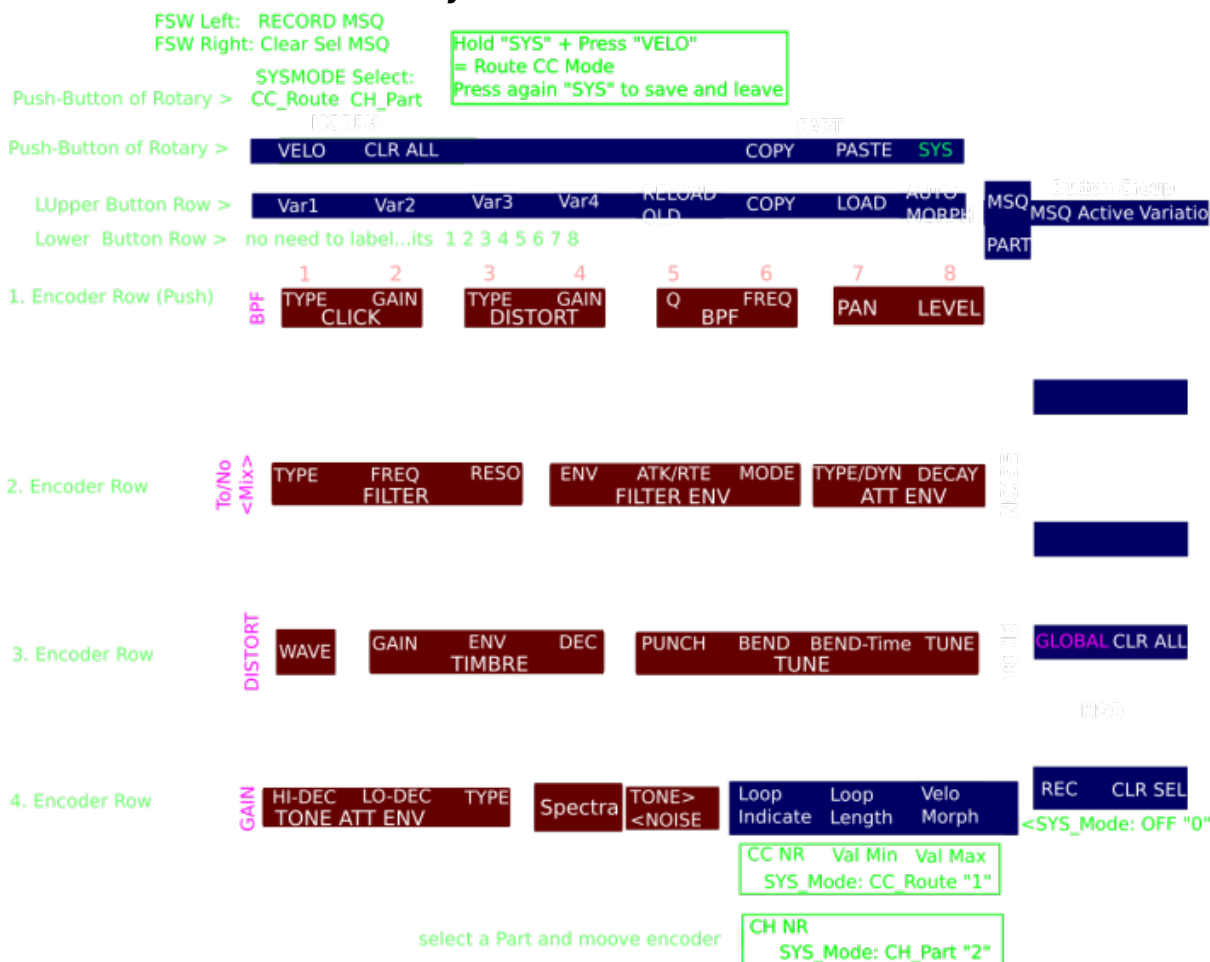 FSW Left: RECORD MSQ
FSW Right: Clear Sel MSQ
Hold "SYS" + Press "VELO"
= Route CC Mode
Press again "SYS" to save and leave
SYSMODE Select:
Push-Button of Rotary > CC_Route CH_Part
MORPH PART
Push-Button of Rotary > VELO CLR ALL COPY PASTE SYS
LUpper Button Row > Var1 Var2 Var3 Var4 RELOAD OLD COPY LOAD AUTO MORPH MSQ
Button Group
MSQ Active Variatio
Lower Button Row > no need to label...its 1 2 3 4 5 6 7 8 PART
1 2 3 4 5 6 7 8
1. Encoder Row (Push) BPF TYPE GAIN TYPE GAIN Q FREQ PAN LEVEL
CLICK DISTORT BPF
2. Encoder Row To/No <Mix> TYPE FREQ RESO ENV ATK/RTE MODE TYPE/DYN DECAY
FILTER FILTER ENV ATT ENV
NOISE
3. Encoder Row DISTORT WAVE GAIN ENV DEC PUNCH BEND BEND-Time TUNE
TIMBRE TUNE
TONE
GLOBAL CLR ALL
MSQ
4. Encoder Row GAIN HI-DEC LO-DEC TYPE Spectra TONE> Loop Loop Velo REC CLR SEL
TONE ATT ENV <NOISE Indicate Length Morph
<SYS_Mode: OFF "0"
CC NR Val Min Val Max
SYS_Mode: CC_Route "1"
select a Part and moove encoder
CH NR
SYS_Mode: CH_Part "2"